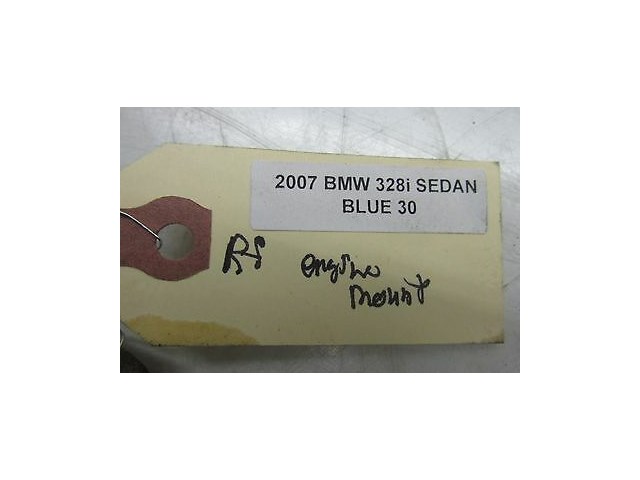 2007 BMW 328i SEDAN
BLUE 30
RS engine
mount